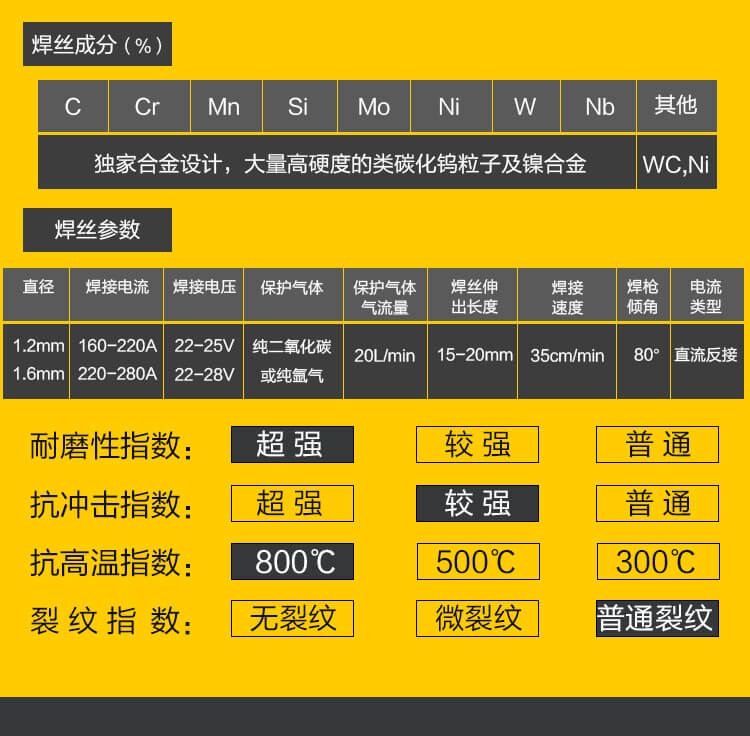 焊丝成分(%)
C Cr Mn Si Mo Ni W Nb 其他
独家合金设计，大量高硬度的类碳化钨粒子及镍合金 WC,Ni
焊丝参数
直径 焊接电流 焊接电压 保护气体 保护气体 焊丝伸 焊接 焊枪 电流
气流量 出长度 速度 倾角 类型
1.2mm 160-220A 22-25V 纯二氧化碳 20L/min 15-20mm 35cm/min 80° 直流反接
1.6mm 220-280A 22-28V 或纯氩气
耐磨性指数: 超强 较强 普通
抗冲击指数: 超强 较强 普通
抗高温指数: 800℃ 500℃ 300℃
裂纹指数: 无裂纹 微裂纹 普通裂纹